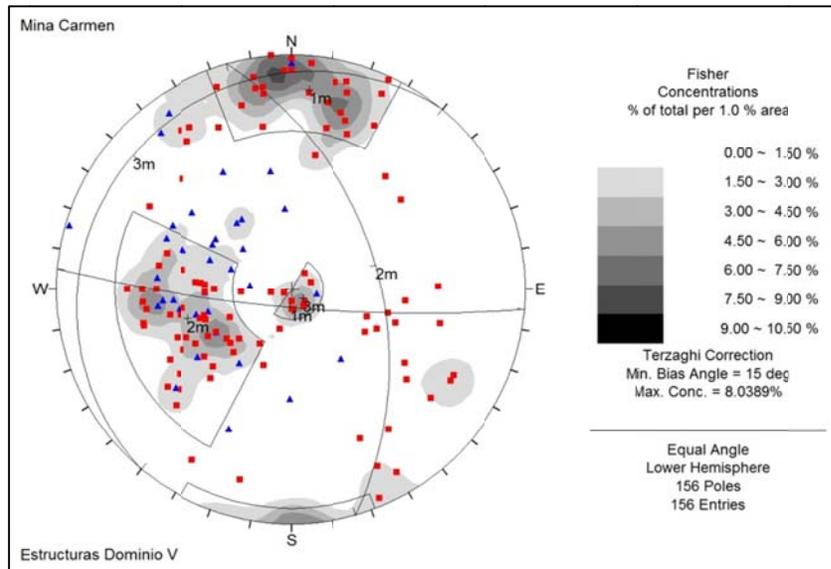 Mina Carmen
N
1m
3m
2m
W
E
3m
1m
2m
S
Estructuras Dominio V
Fisher
Concentrations
% of total per 1.0 % area
0.00 ~ 1.50 %
1.50 ~ 3.00 %
3.00 ~ 4.50 %
4.50 ~ 6.00 %
6.00 ~ 7.50 %
7.50 ~ 9.00 %
9.00 ~ 10.50 %
Terzaghi Correction
Min. Bias Angle = 15 deg
Max. Conc. = 8.0389%
Equal Angle
Lower Hemisphere
156 Poles
156 Entries